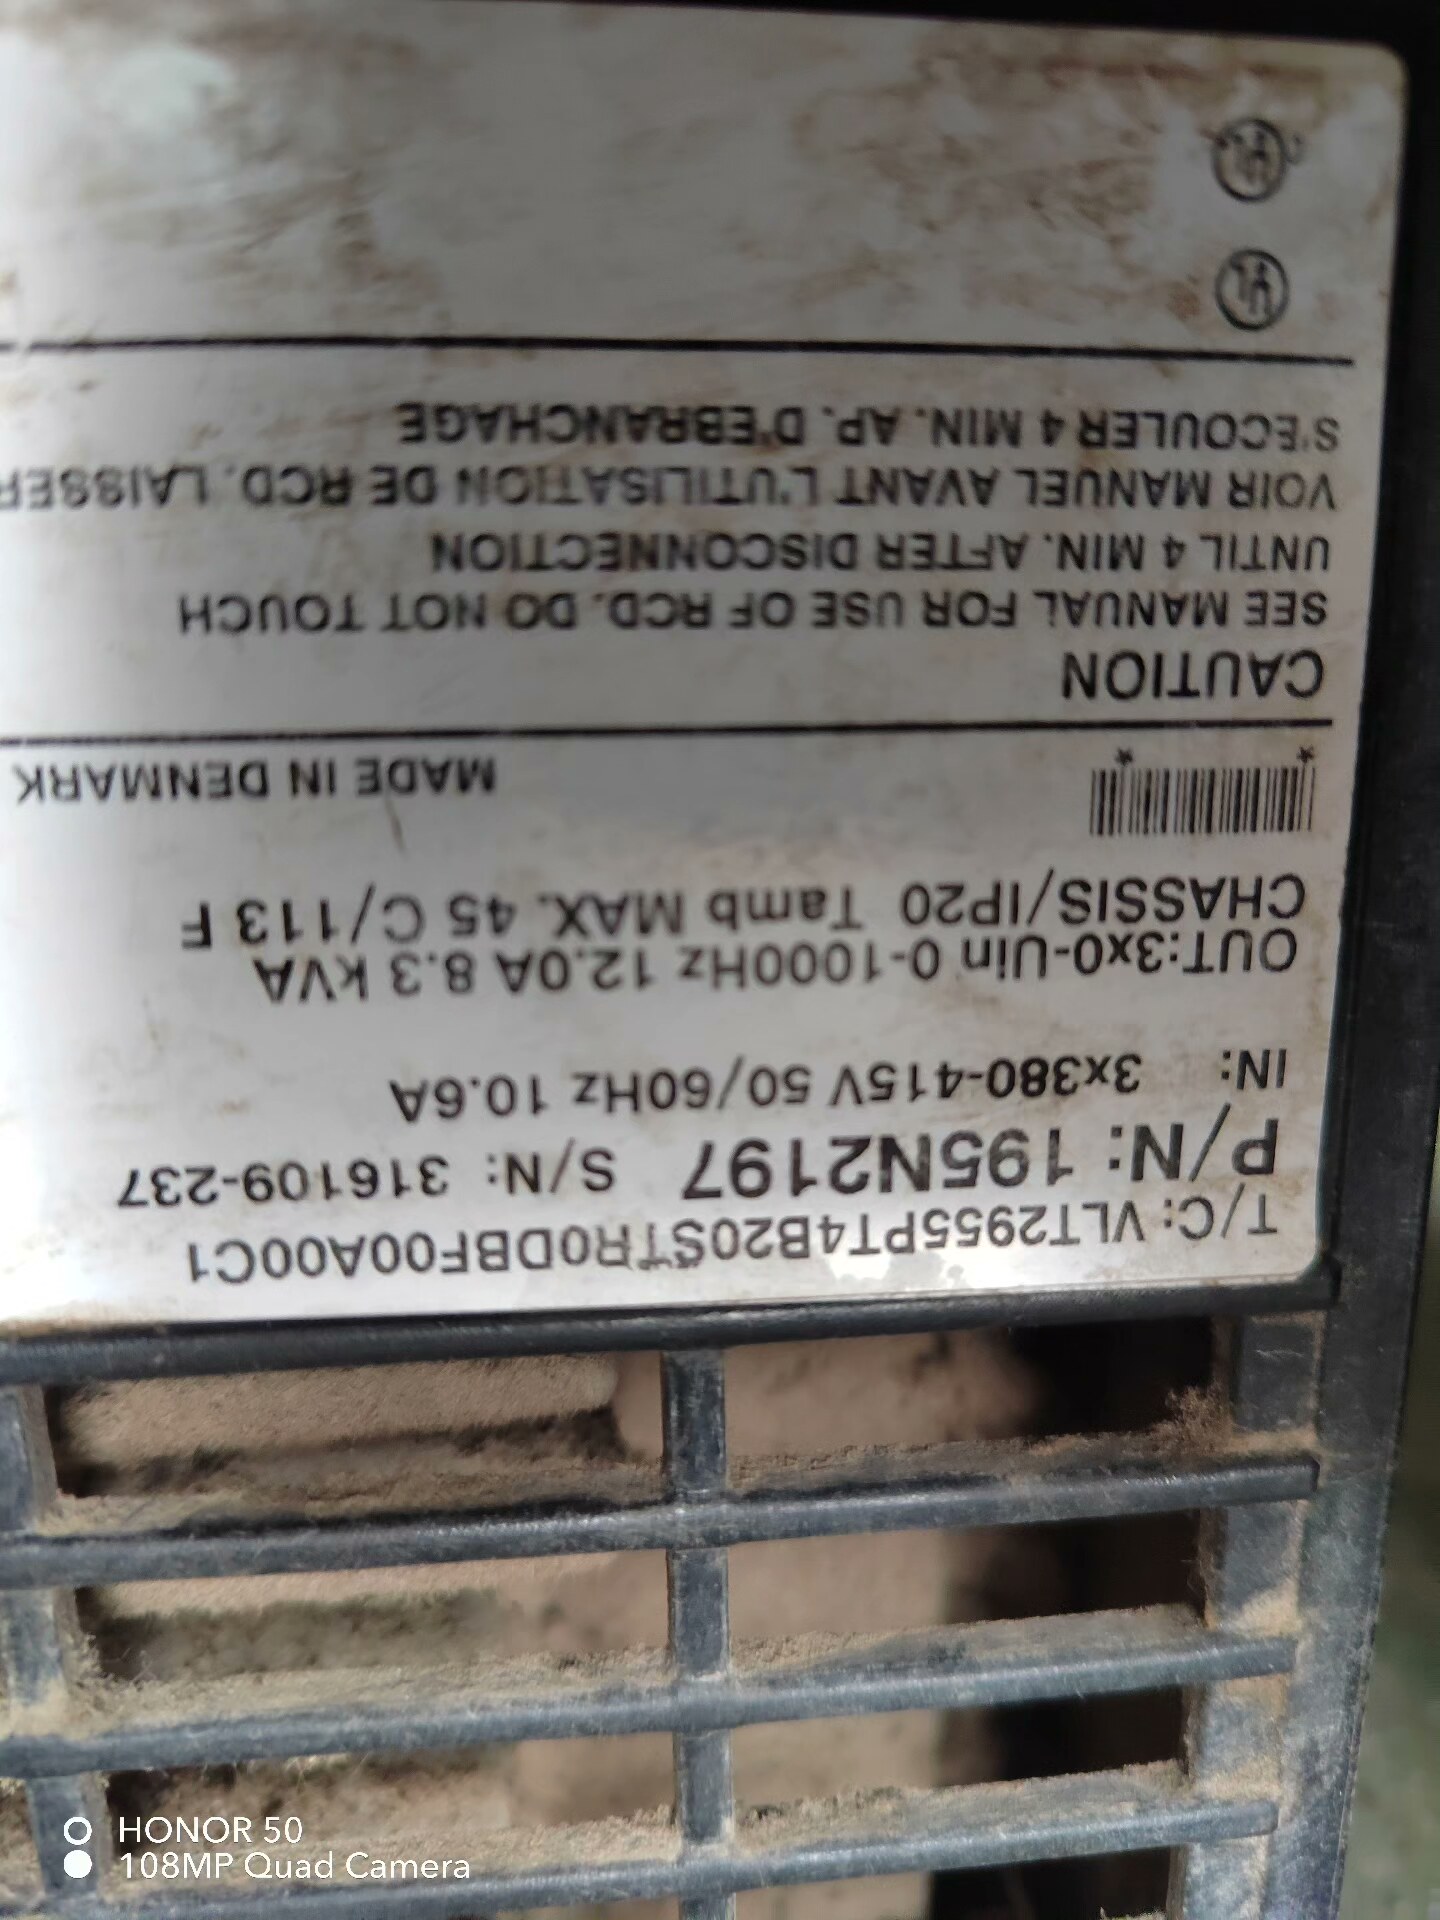 T/C: VLT2955PT4B20STR0DBF00A00C1
P/N: 195N2197 S/N: 316109-237
IN: 3x380-415V 50/60Hz 10.6A
OUT:3x0-Uin 0-1000Hz 12.0A 8.3 kVA
CHASSIS/IP20 Tamb MAX. 45 C/113 F
* *
MADE IN DENMARK
CAUTION
SEE MANUAL FOR USE OF RCD. DO NOT TOUCH
UNTIL 4 MIN. AFTER DISCONNECTION
VOIR MANUEL AVANT L'UTILISATION DE RCD. LAISSER
S'ECOULER 4 MIN. AP. D'EBRANCHAGE
HONOR 50
108MP Quad Camera